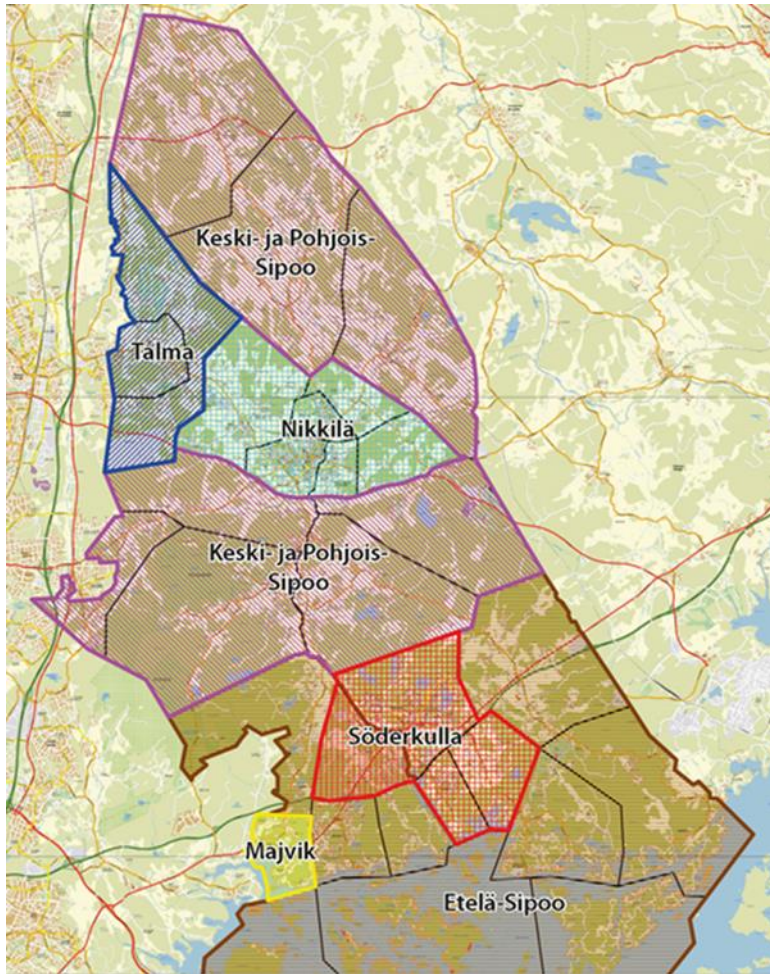 Keski- ja Pohjois-
Sipoo
Talma
Nikkilä
Keski- ja Pohjois-
Sipoo
Söderkulla
Majvik
Etelä-Sipoo